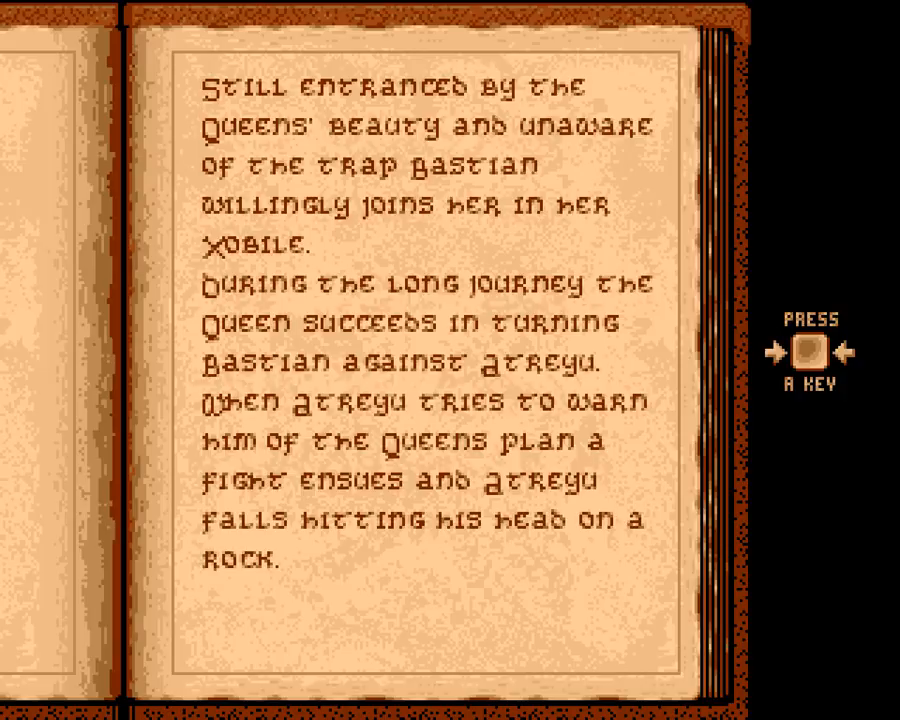 Still entranced by the
Queens' beauty and unaware
of the trap Bastian
willingly joins her in her
Xobile.
During the long journey the
Queen succeeds in turning
Bastian against Atreyu.
When Atreyu tries to warn
him of the Queens plan a
fight ensues and Atreyu
falls hitting his head on a
rock.
PRESS
A KEY